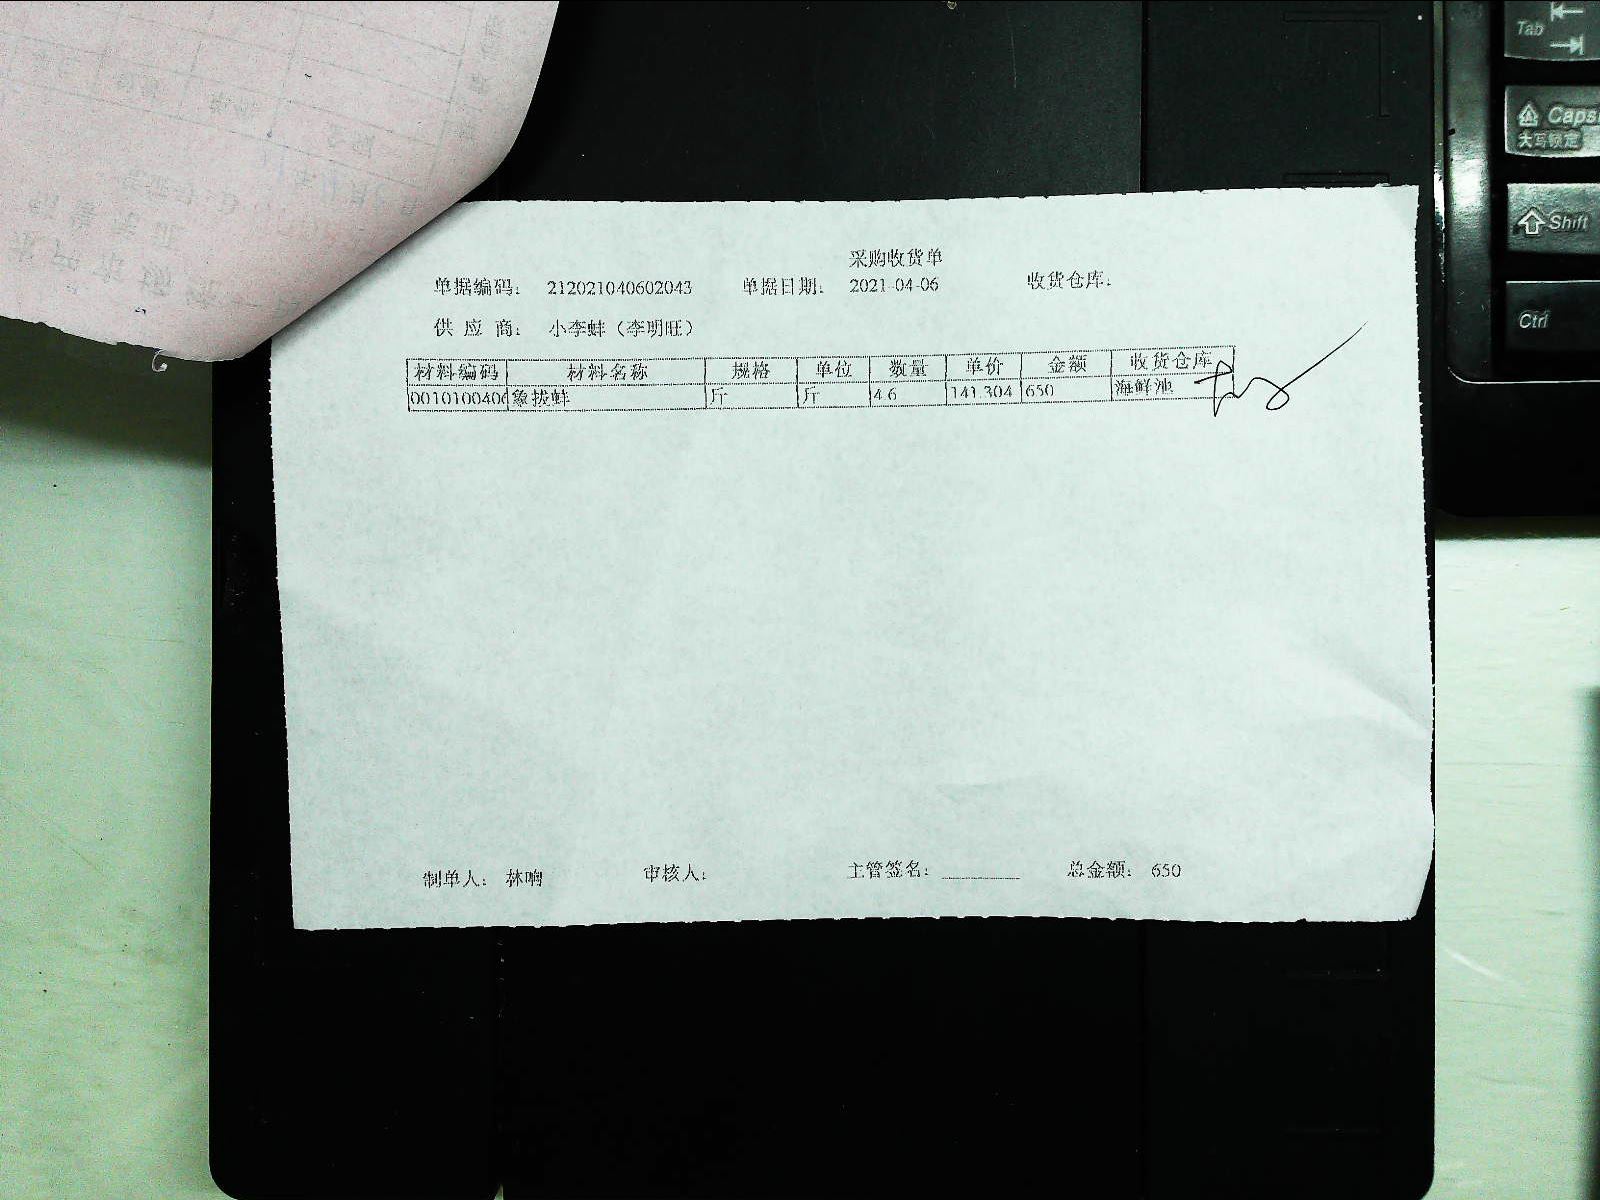 采购收货单
单据编码： 212021040602043 单据日期： 2021-04-06 收货仓库：
供 应 商： 小李蚌（李明旺）
材料编码 材料名称 规格 单位 数量 单价 金额 收货仓库
0010100406 象拔蚌 斤 斤 4.6 141.304 650 海鲜池
制单人： 林响 审核人： 主管签名： 总金额： 650
Tab
Caps
大写锁定
Shift
Ctrl